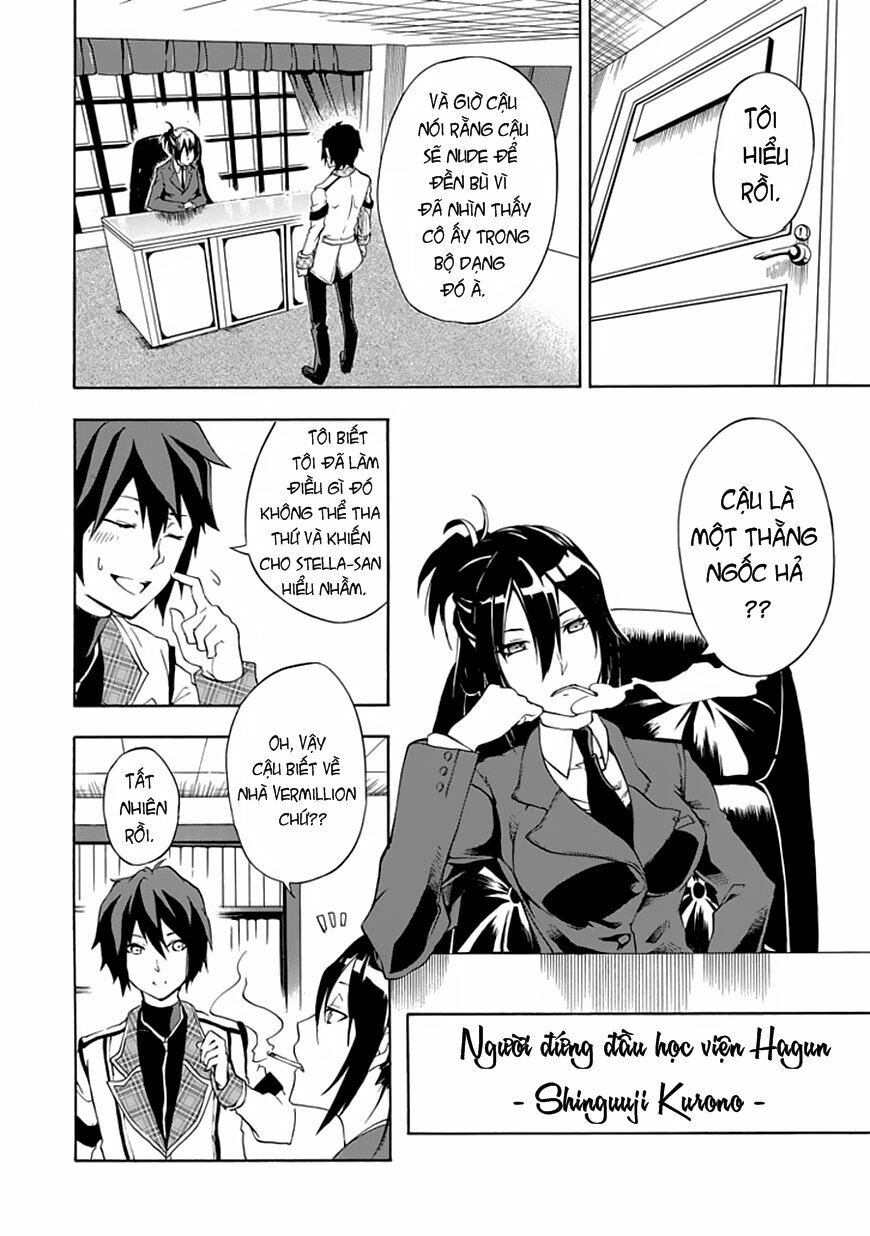 TÔI
HIỂU
RỒI.
VÀ GIỜ CẬU
NÓI RẰNG CẬU
SẼ NUDE ĐỂ
ĐỀN BÙ VÌ
ĐÃ NHÌN THẤY
CÔ ẤY TRONG
BỘ DẠNG
ĐÓ À.
CẬU LÀ
MỘT THẰNG
NGỐC HẢ
??
Người đứng đầu học viện Hagun
- Shinguuji Kurono -
TÔI BIẾT
TÔI ĐÃ LÀM
ĐIỀU GÌ ĐÓ
KHÔNG THỂ THA
THỨ VÀ KHIẾN
CHO STELLA-SAN
HIỂU NHẦM.
OH, VẬY
CẬU BIẾT VỀ
NHÀ VERMILLION
CHỨ??
TẤT
NHIÊN
RỒI.